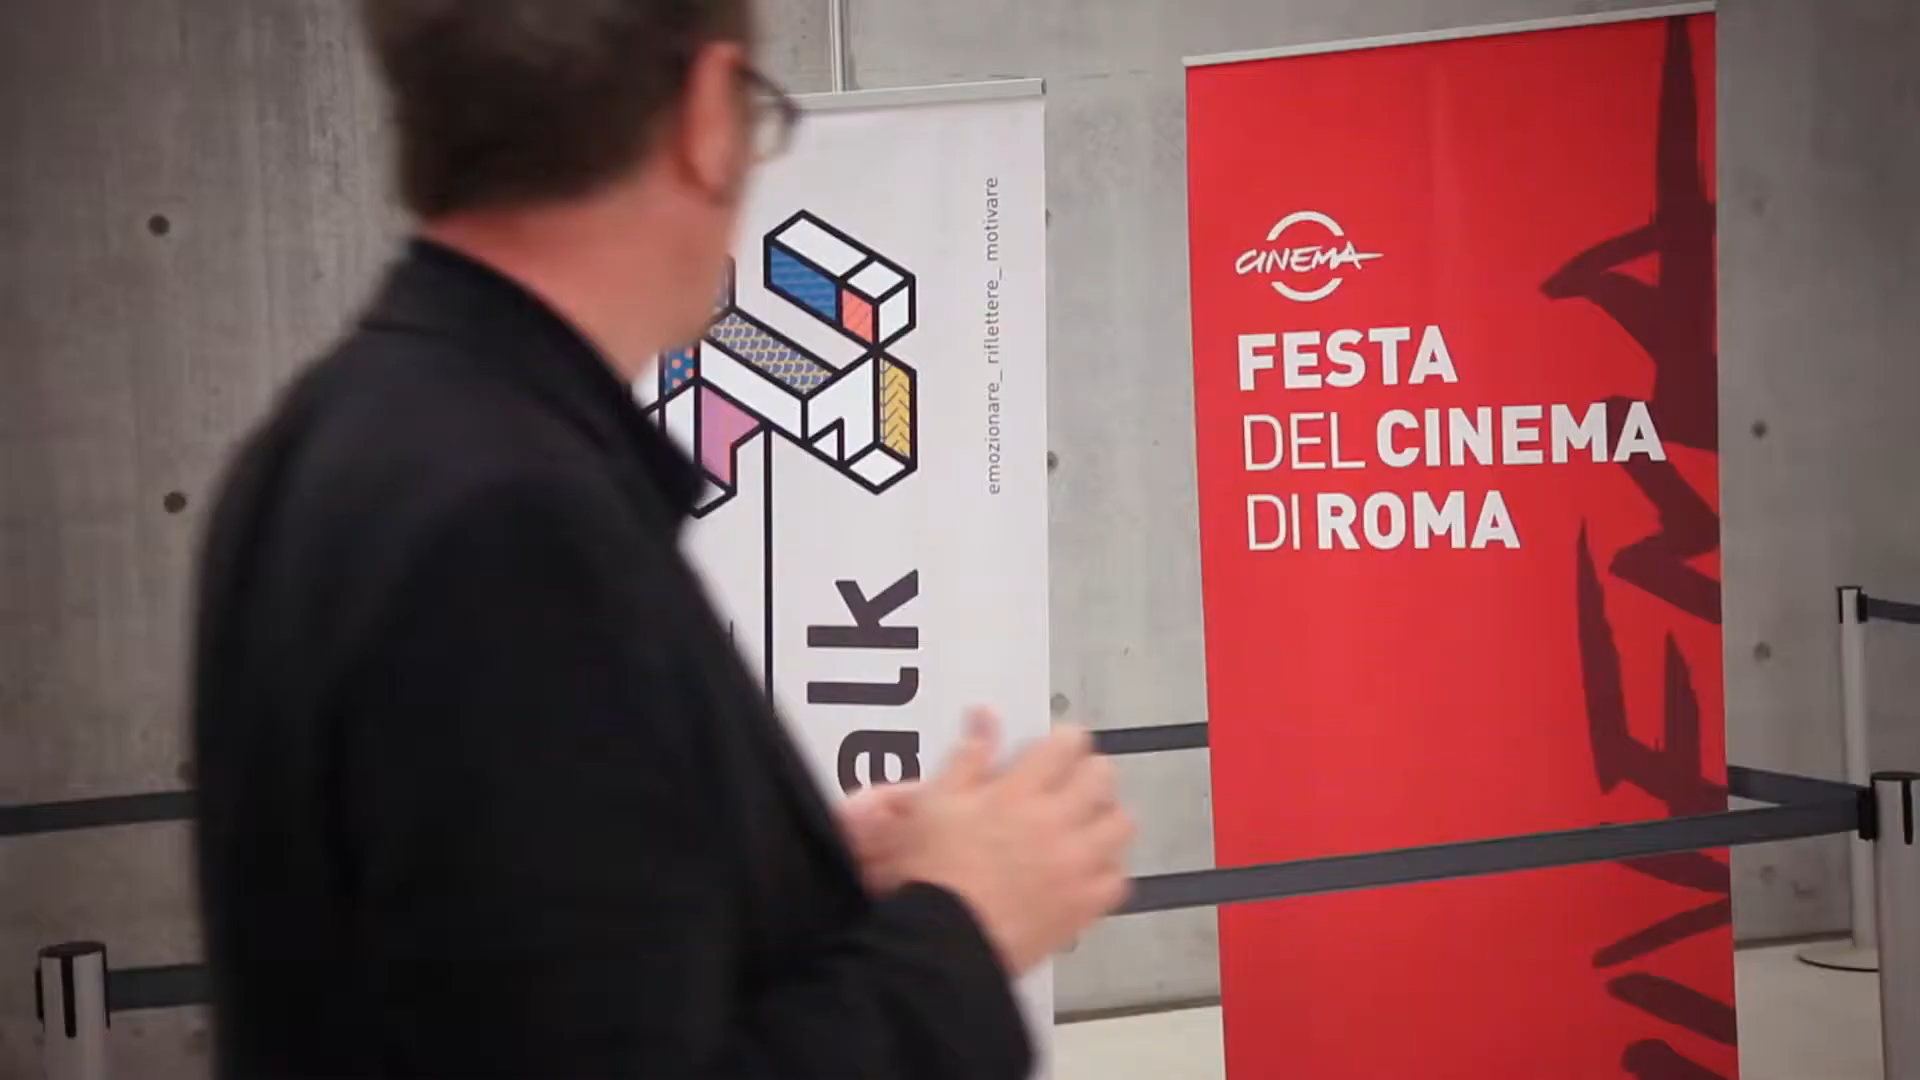 emozionare_ riflettere_ motivare
alk
CINEMA
FESTA
DEL CINEMA
DI ROMA